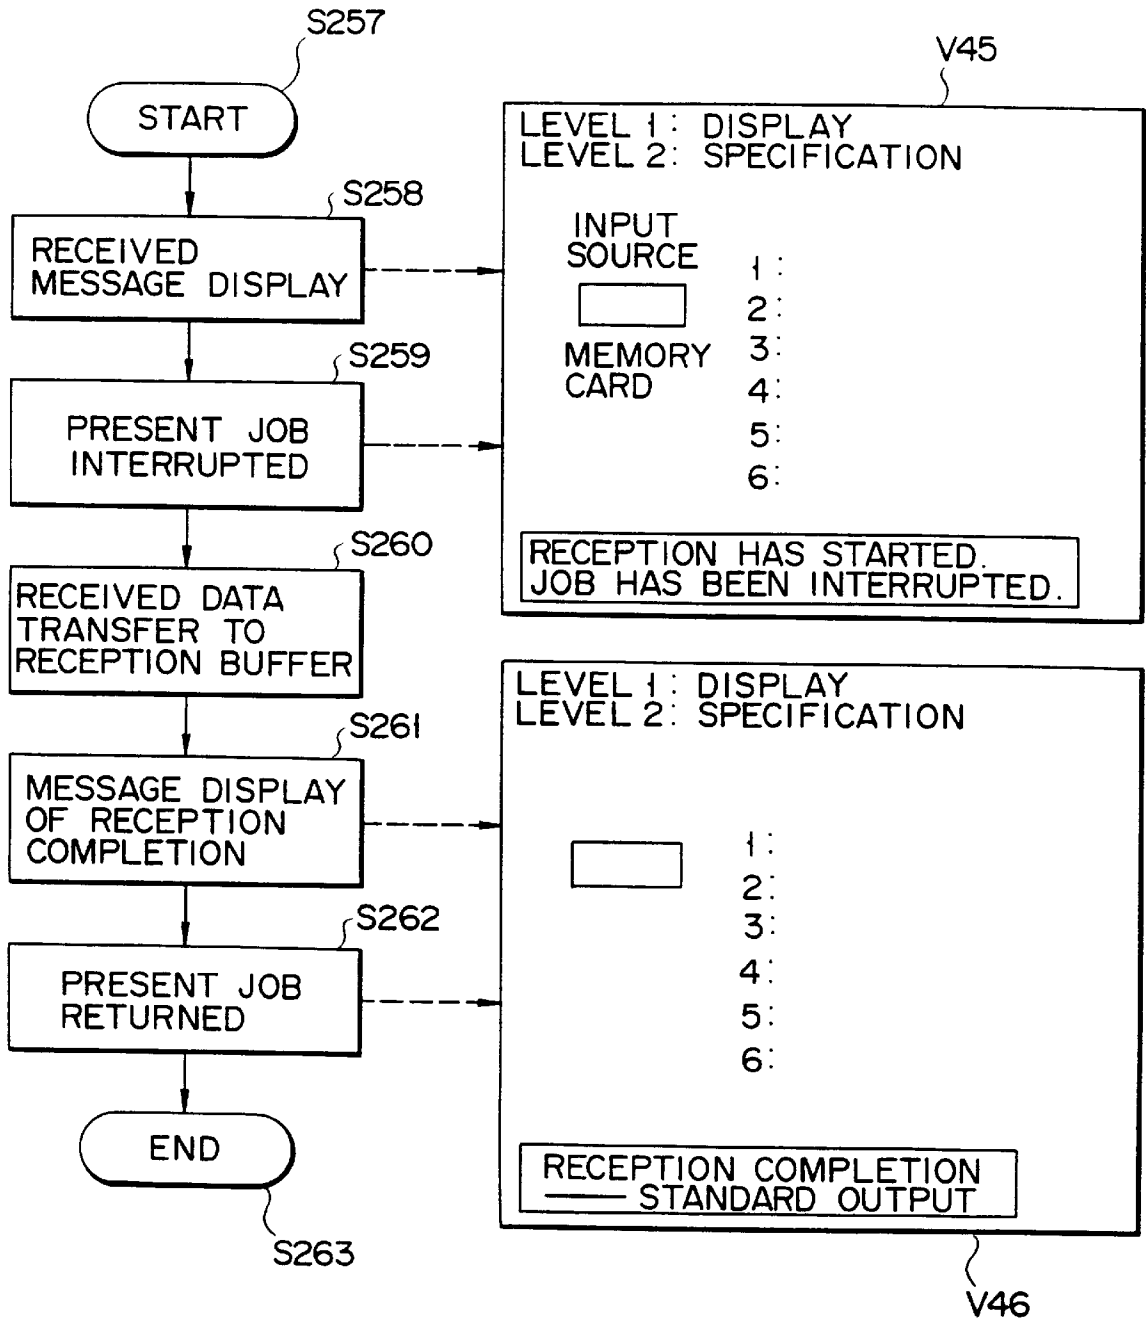 S257
START
S258
RECEIVED
MESSAGE DISPLAY
S259
PRESENT JOB
INTERRUPTED
S260
RECEIVED DATA
TRANSFER TO
RECEPTION BUFFER
S261
MESSAGE DISPLAY
OF RECEPTION
COMPLETION
S262
PRESENT JOB
RETURNED
END
S263
V45
LEVEL 1: DISPLAY
LEVEL 2: SPECIFICATION
INPUT
SOURCE
MEMORY
CARD
1:
2:
3:
4:
5:
6:
RECEPTION HAS STARTED.
JOB HAS BEEN INTERRUPTED.
LEVEL 1: DISPLAY
LEVEL 2: SPECIFICATION
1:
2:
3:
4:
5:
6:
RECEPTION COMPLETION
—— STANDARD OUTPUT
V46